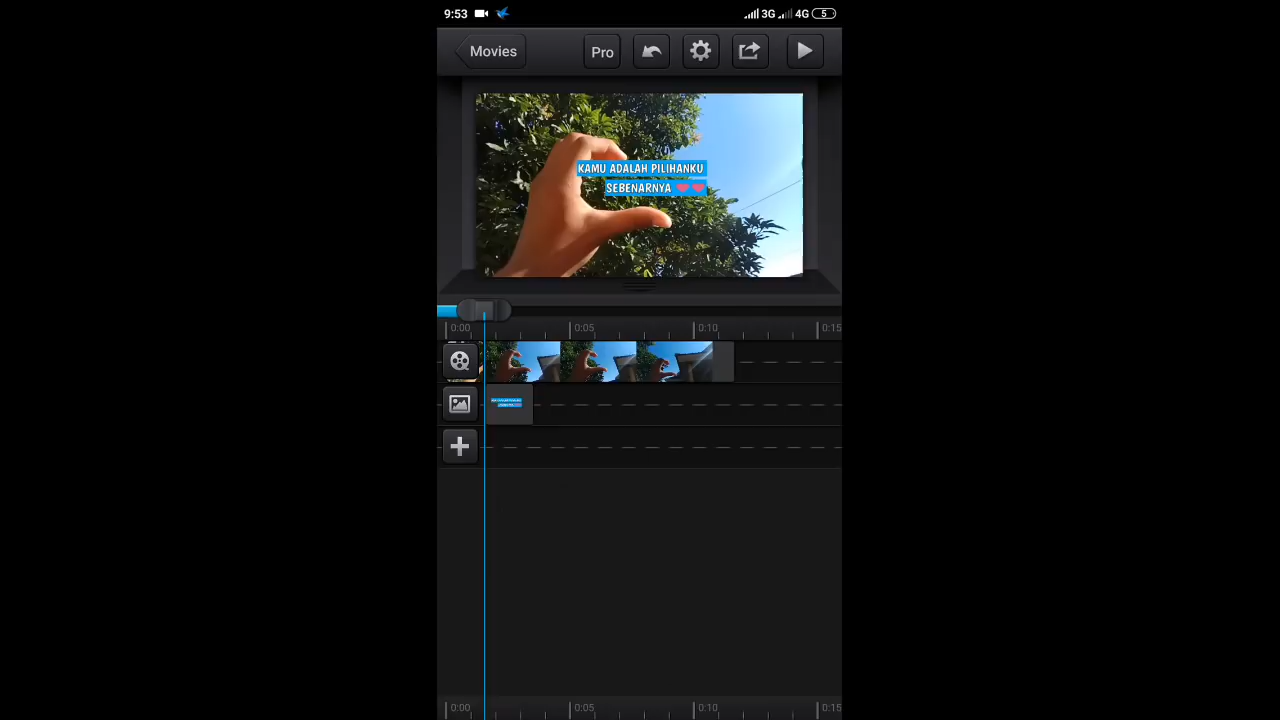 9:53 3G 4G 5
Movies Pro
KAMU ADALAH PILIHANKU
SEBENARNYA ❤❤
0:00 0:05 0:10 0:15
0:00 0:05 0:10 0:15